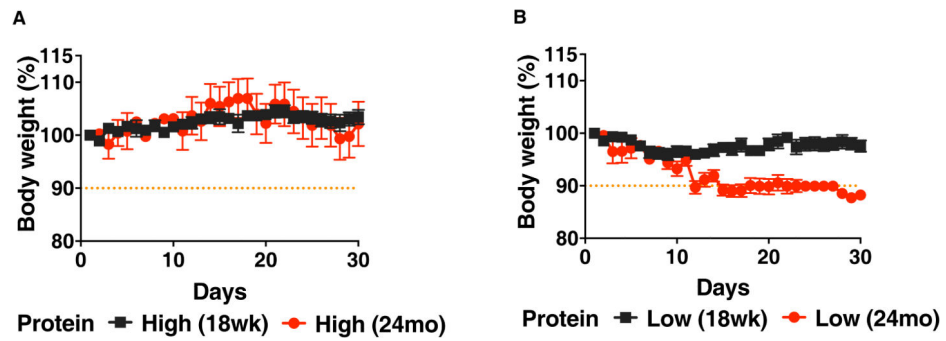 A
B
Body weight (%)
115
110
100
90
80
0
10
20
30
Days
Protein High (18wk) High (24mo)
Body weight (%)
115
110
100
90
80
0
10
20
30
Days
Protein Low (18wk) Low (24mo)